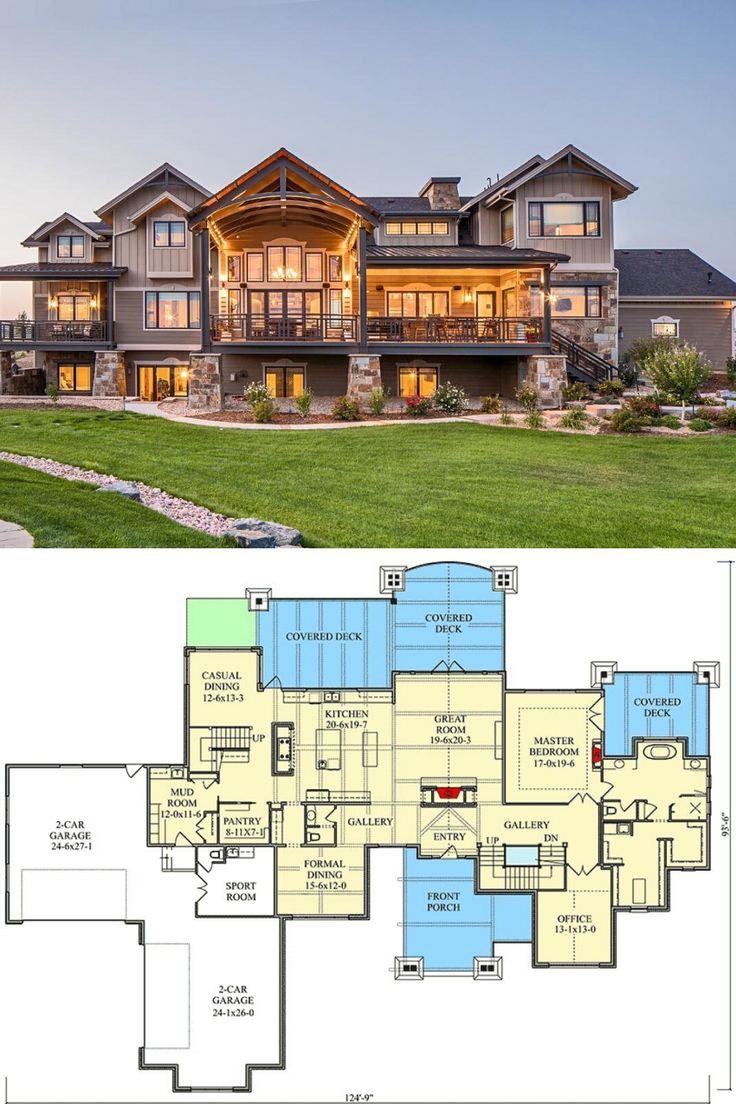 COVERED DECK
COVERED
DECK
CASUAL
DINING
12-6x13-3
UP
KITCHEN
20-6x19-7
GREAT
ROOM
19-6x20-3
MASTER
BEDROOM
17-0x19-6
COVERED
DECK
MUD
ROOM
12-0x11-6
PANTRY
8-11X7-1
GALLERY
ENTRY
GALLERY
UP
DN
2-CAR
GARAGE
24-6x27-1
FORMAL
DINING
15-6x12-0
SPORT
ROOM
FRONT
PORCH
OFFICE
13-1x13-0
2-CAR
GARAGE
24-1x26-0
93'-6"
124'-9"